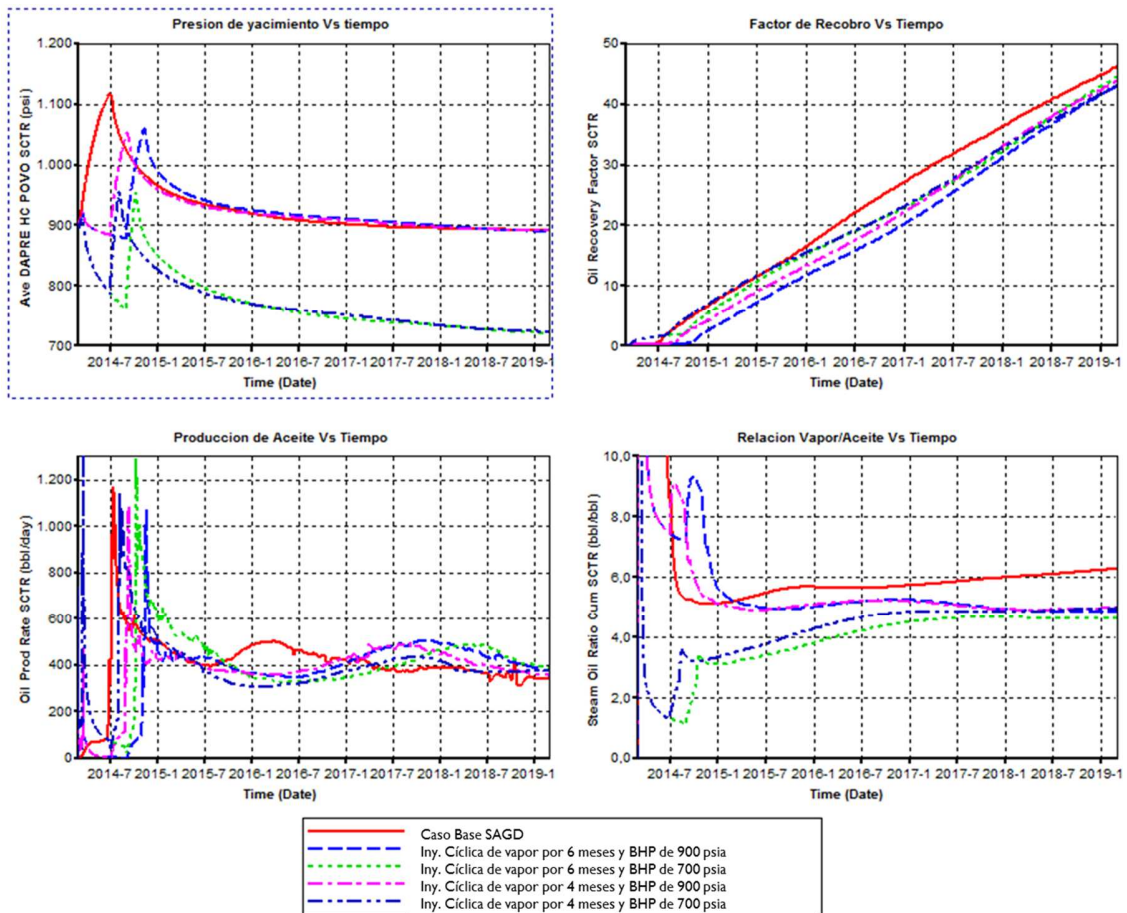 Presion de yacimiento Vs tiempo
Ave DAPRE HC POVO SCTR (psi)
1.200
1.100
1.000
900
800
700
2014-7 2015-1 2015-7 2016-1 2016-7 2017-1 2017-7 2018-1 2018-7 2019-1
Time (Date)
Factor de Recobro Vs Tiempo
Oil Recovery Factor SCTR
50
40
30
20
10
0
2014-7 2015-1 2015-7 2016-1 2016-7 2017-1 2017-7 2018-1 2018-7 2019-1
Time (Date)
Produccion de Aceite Vs Tiempo
Oil Prod Rate SCTR (bbl/day)
1.200
1.000
800
600
400
200
0
2014-7 2015-1 2015-7 2016-1 2016-7 2017-1 2017-7 2018-1 2018-7 2019-1
Time (Date)
Relacion Vapor/Aceite Vs Tiempo
Steam Oil Ratio Cum SCTR (bbl/bbl)
10,0
8,0
6,0
4,0
2,0
0,0
2014-7 2015-1 2015-7 2016-1 2016-7 2017-1 2017-7 2018-1 2018-7 2019-1
Time (Date)
Caso Base SAGD
Iny. Cíclica de vapor por 6 meses y BHP de 900 psia
Iny. Cíclica de vapor por 6 meses y BHP de 700 psia
Iny. Cíclica de vapor por 4 meses y BHP de 900 psia
Iny. Cíclica de vapor por 4 meses y BHP de 700 psia